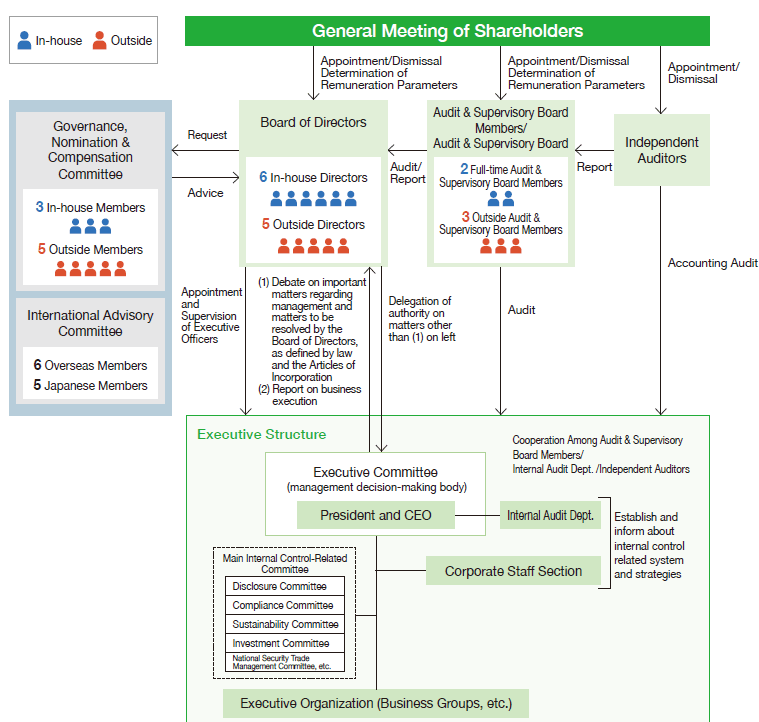 In-house
Outside
General Meeting of Shareholders
Appointment/Dismissal
Determination of
Remuneration Parameters
Appointment/Dismissal
Determination of
Remuneration Parameters
Appointment/
Dismissal
Governance,
Nomination &
Compensation
Committee
3 In-house Members
5 Outside Members
International Advisory
Committee
6 Overseas Members
5 Japanese Members
Request
Advice
Board of Directors
6 In-house Directors
5 Outside Directors
Audit/
Report
Audit & Supervisory Board
Members/
Audit & Supervisory Board
2 Full-time Audit &
Supervisory Board Members
3 Outside Audit &
Supervisory Board Members
Report
Independent
Auditors
Appointment
and
Supervision
of Executive
Officers
(1) Debate on important
matters regarding
management and
matters to be
resolved by the
Board of Directors,
as defined by law
and the Articles of
Incorporation
(2) Report on business
execution
Delegation of
authority on
matters other
than (1) on left
Audit
Accounting Audit
Executive Structure
Cooperation Among Audit & Supervisory
Board Members/
Internal Audit Dept. /Independent Auditors
Executive Committee
(management decision-making body)
President and CEO
Internal Audit Dept.
Establish and
inform about
internal control
related system
and strategies
Corporate Staff Section
Main Internal Control-Related
Committee
Disclosure Committee
Compliance Committee
Sustainability Committee
Investment Committee
National Security Trade
Management Committee, etc.
Executive Organization (Business Groups, etc.)